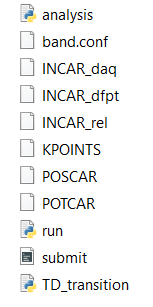 analysis
band.conf
INCAR_daq
INCAR_dfpt
INCAR_rel
KPOINTS
POSCAR
POTCAR
run
submit
TD_transition